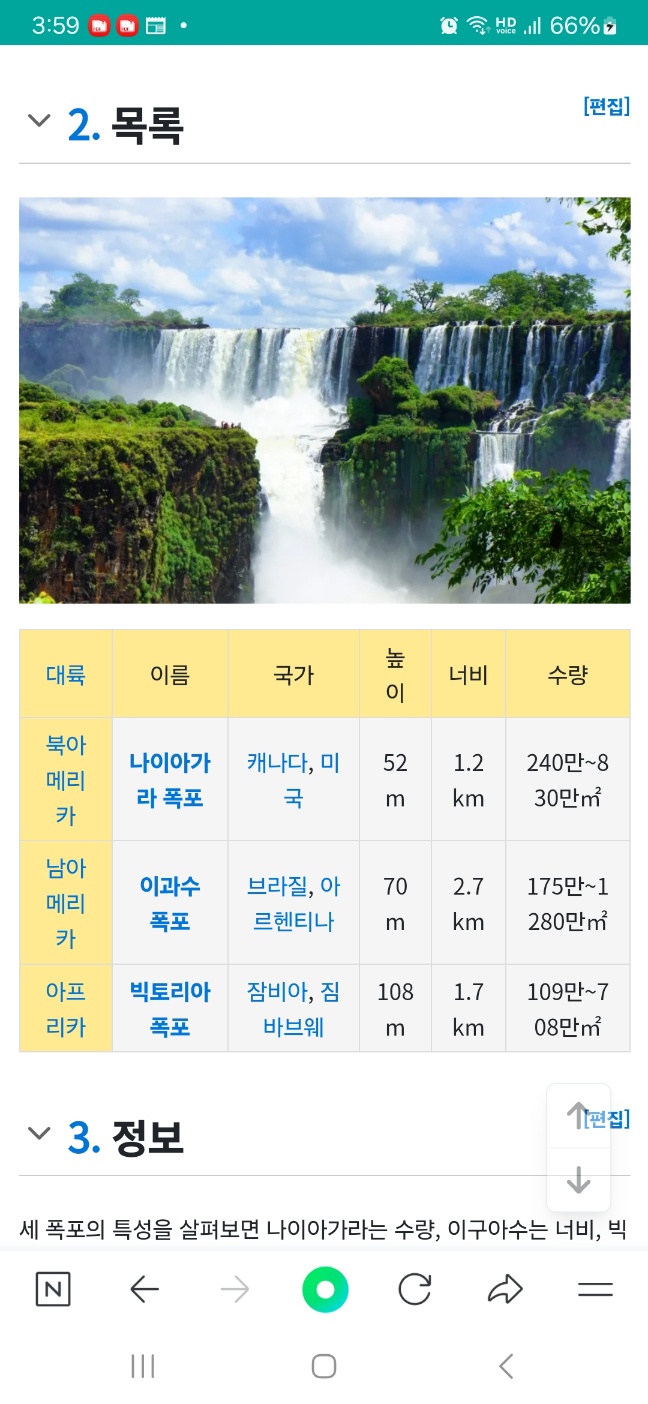 3:59
HD
voice
66%
[편집]
2. 목록
대륙
이름
국가
높
이
너비
수량
북아
메리
카
나이아가
라 폭포
캐나다, 미
국
52
m
1.2
km
240만~8
30만㎥
남아
메리
카
이과수
폭포
브라질, 아
르헨티나
70
m
2.7
km
175만~1
280만㎥
아프
리카
빅토리아
폭포
잠비아, 짐
바브웨
108
m
1.7
km
109만~7
08만㎥
[편집]
3. 정보
세 폭포의 특성을 살펴보면 나이아가라는 수량, 이구아수는 너비, 빅
N